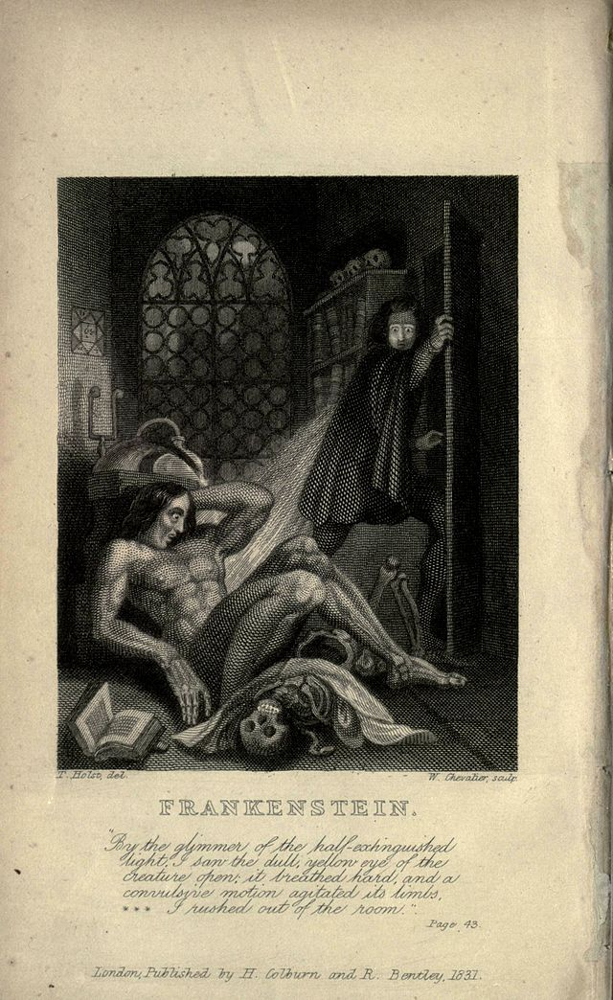 T. Holst, del.
W. Chevalier, sculp.
FRANKENSTEIN.
"By the glimmer of the half-extinguished
light, I saw the dull, yellow eye of the
creature open; it breathed hard, and a
convulsive motion agitated its limbs,
*** I rushed out of the room."
Page 43.
London, Published by H. Colburn and R. Bentley, 1831.